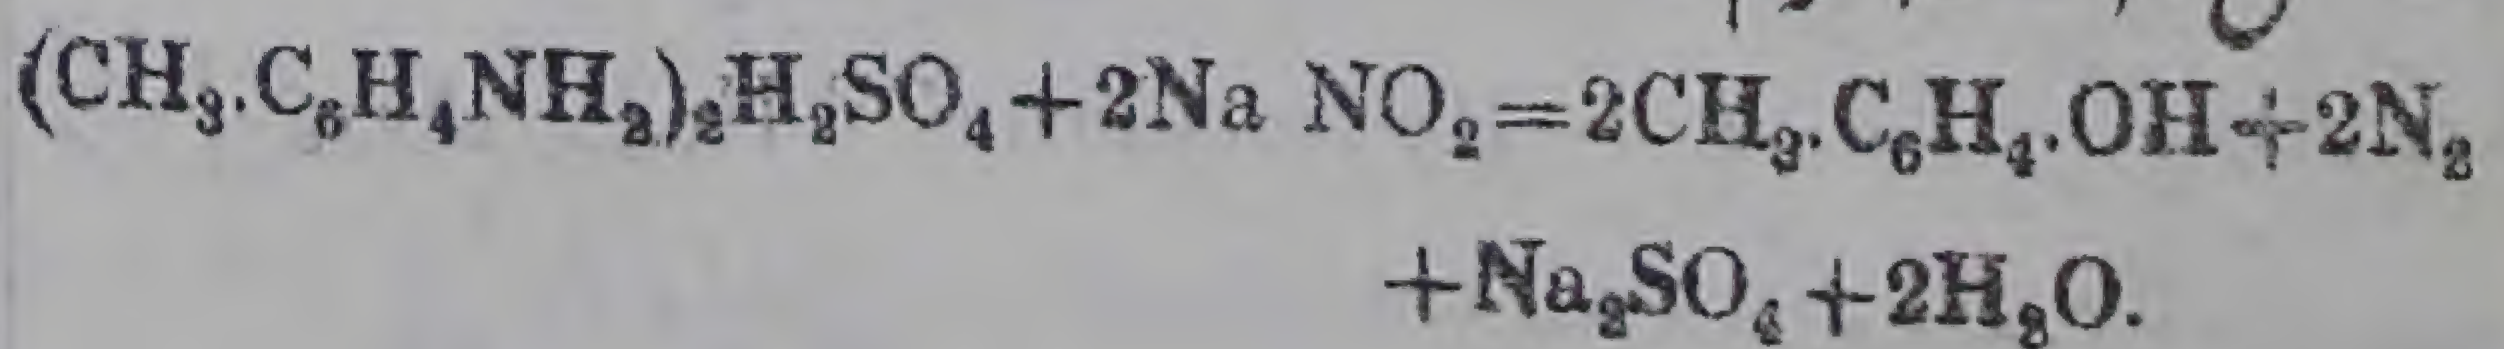 (CH₃.C₆H₄NH₂)₂H₂SO₄+2Na NO₂=2CH₃.C₆H₄.OH+2N₂
+Na₂SO₄+2H₂O.